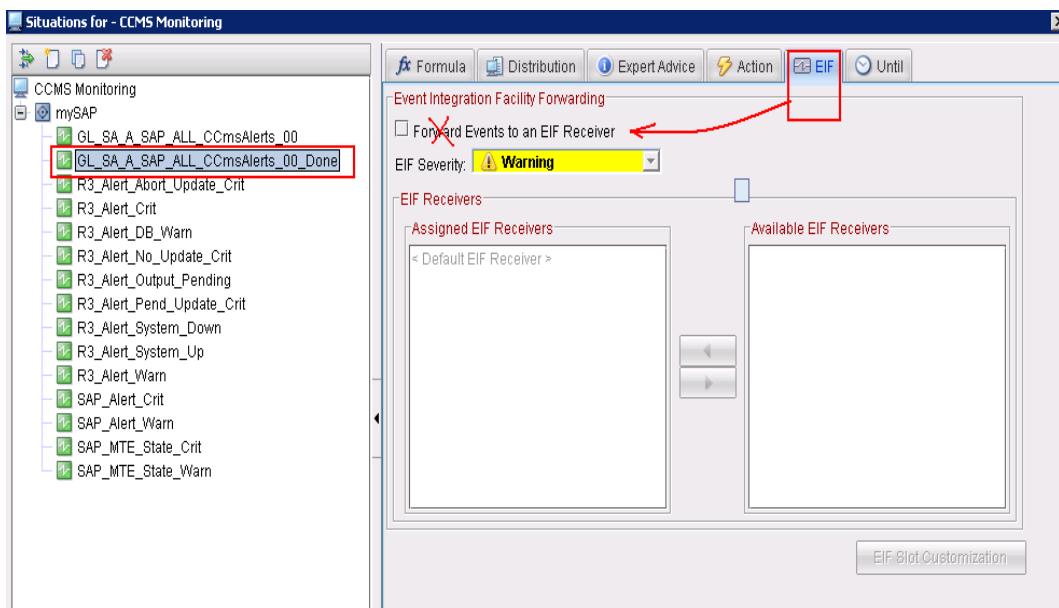 Situations for - CCMS Monitoring
CCMS Monitoring
mySAP
GL_SA_A_SAP_ALL_CCmsAlerts_00
GL_SA_A_SAP_ALL_CCmsAlerts_00_Done
R3_Alert_Abort_Update_Crit
R3_Alert_Crit
R3_Alert_DB_Warn
R3_Alert_No_Update_Crit
R3_Alert_Output_Pending
R3_Alert_Pend_Update_Crit
R3_Alert_System_Down
R3_Alert_System_Up
R3_Alert_Warn
SAP_Alert_Crit
SAP_Alert_Warn
SAP_MTE_State_Crit
SAP_MTE_State_Warn
fx Formula Distribution Expert Advice Action EIF Until
Event Integration Facility Forwarding
Forward Events to an EIF Receiver
EIF Severity: Warning
EIF Receivers
Assigned EIF Receivers
< Default EIF Receiver >
Available EIF Receivers
EIF Slot Customization